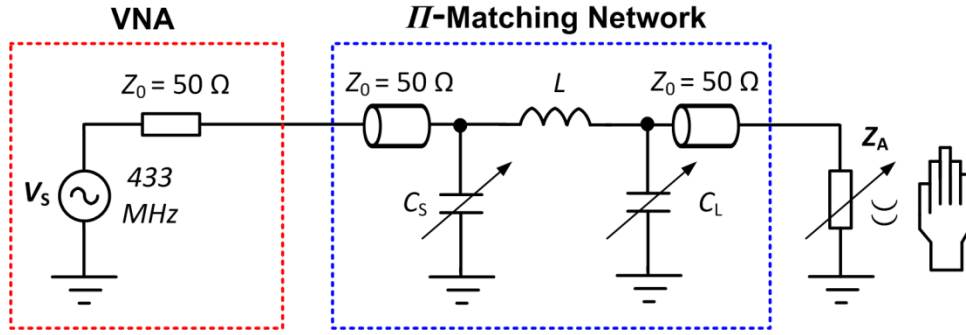 VNA
Π-Matching Network
Z0 = 50 Ω
Z0 = 50 Ω
L
Z0 = 50 Ω
ZA
VS
433
MHz
CS
CL